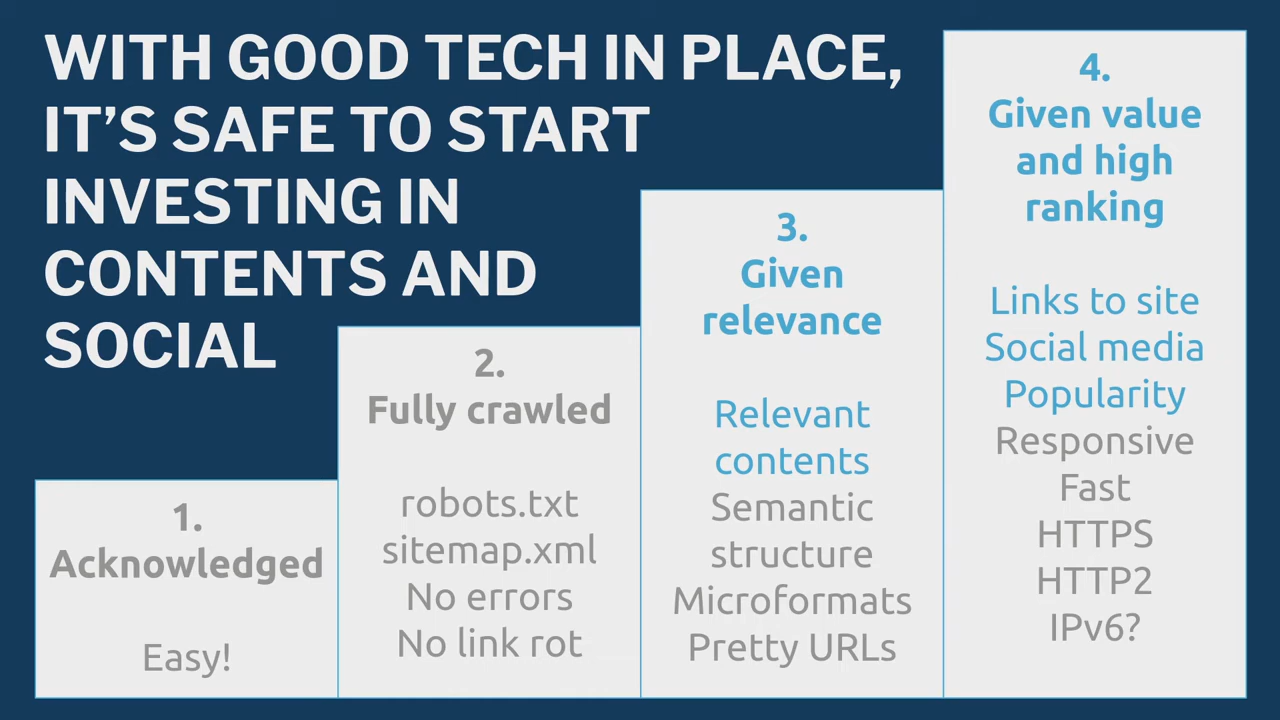 WITH GOOD TECH IN PLACE,
IT’S SAFE TO START
INVESTING IN
CONTENTS AND
SOCIAL
1.
Acknowledged
Easy!
2.
Fully crawled
robots.txt
sitemap.xml
No errors
No link rot
3.
Given
relevance
Relevant
contents
Semantic
structure
Microformats
Pretty URLs
4.
Given value
and high
ranking
Links to site
Social media
Popularity
Responsive
Fast
HTTPS
HTTP2
IPv6?